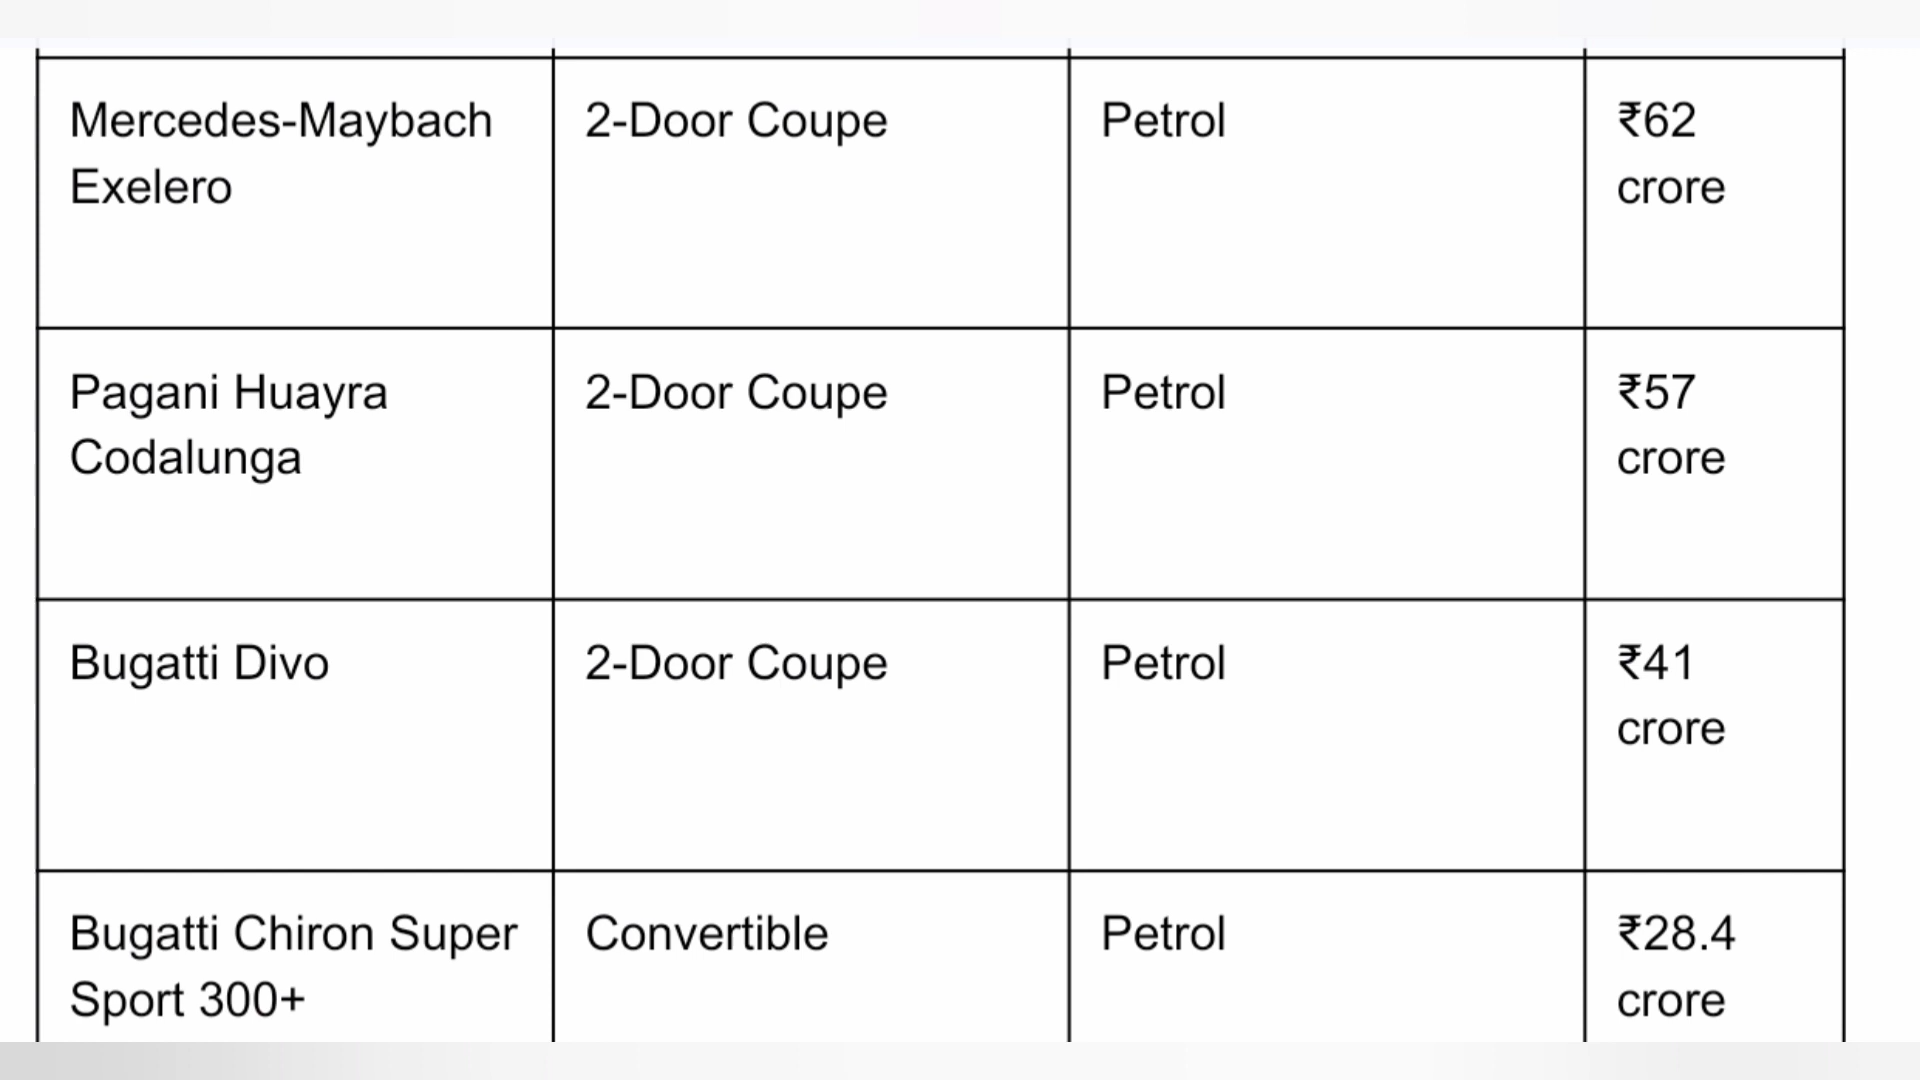 Mercedes-Maybach Exelero 2-Door Coupe Petrol ₹62 crore
Pagani Huayra Codalunga 2-Door Coupe Petrol ₹57 crore
Bugatti Divo 2-Door Coupe Petrol ₹41 crore
Bugatti Chiron Super Sport 300+ Convertible Petrol ₹28.4 crore